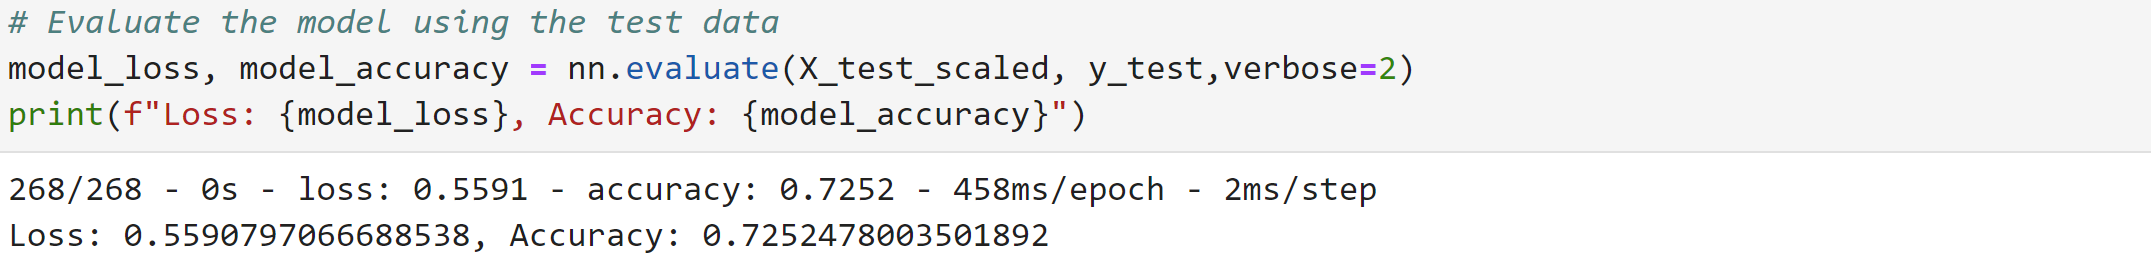 # Evaluate the model using the test data
model_loss, model_accuracy = nn.evaluate(X_test_scaled, y_test,verbose=2)
print(f"Loss: {model_loss}, Accuracy: {model_accuracy}")
268/268 - 0s - loss: 0.5591 - accuracy: 0.7252 - 458ms/epoch - 2ms/step
Loss: 0.5590797066688538, Accuracy: 0.7252478003501892